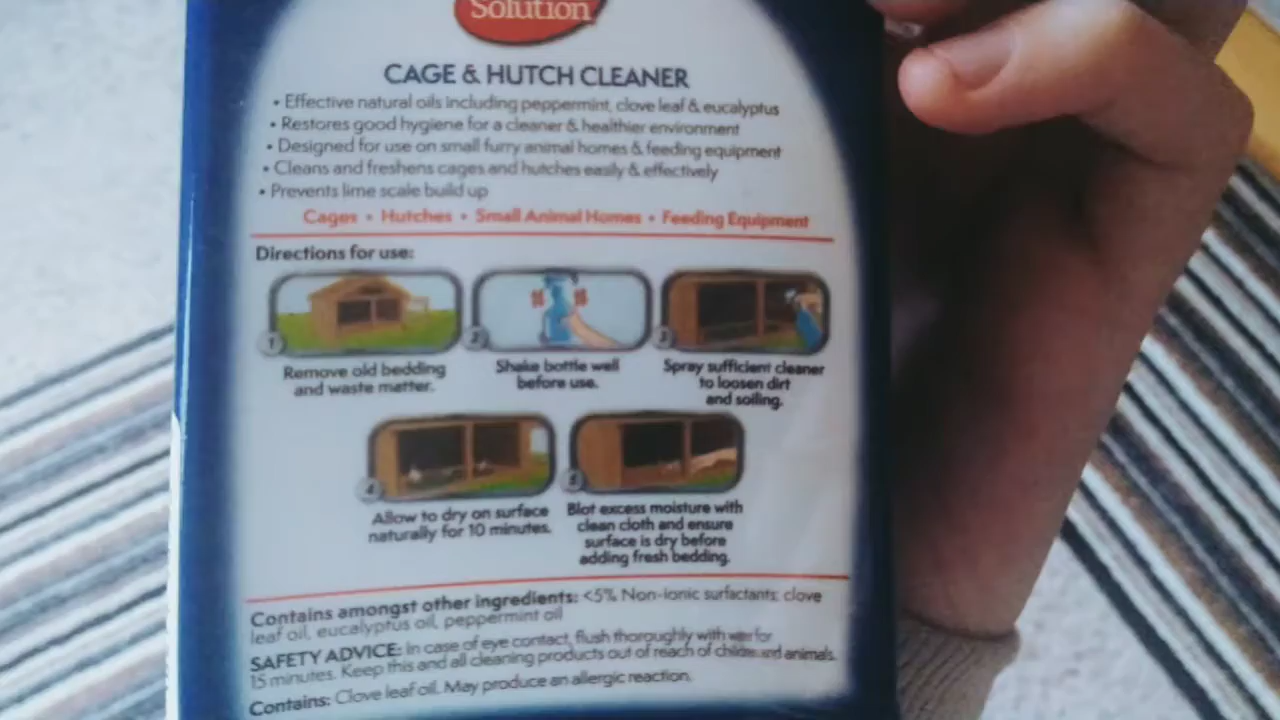 Solution
CAGE & HUTCH CLEANER
• Effective natural oils including peppermint, clove leaf & eucalyptus
• Restores good hygiene for a cleaner & healthier environment
• Designed for use on small furry animal homes & feeding equipment
• Cleans and freshens cages and hutches easily & effectively
• Prevents lime scale build up
Cages • Hutches • Small Animal Homes • Feeding Equipment
Directions for use:
1
2
3
Remove old bedding
and waste matter.
Shake bottle well
before use.
Spray sufficient cleaner
to loosen dirt
and soiling.
4
5
Allow to dry on surface
naturally for 10 minutes.
Blot excess moisture with
clean cloth and ensure
surface is dry before
adding fresh bedding.
Contains amongst other ingredients: <5% Non-ionic surfactants; clove
leaf oil, eucalyptus oil, peppermint oil
SAFETY ADVICE: In case of eye contact, flush thoroughly with water for
15 minutes. Keep this and all cleaning products out of reach of children and animals.
Contains: Clove leaf oil. May produce an allergic reaction.